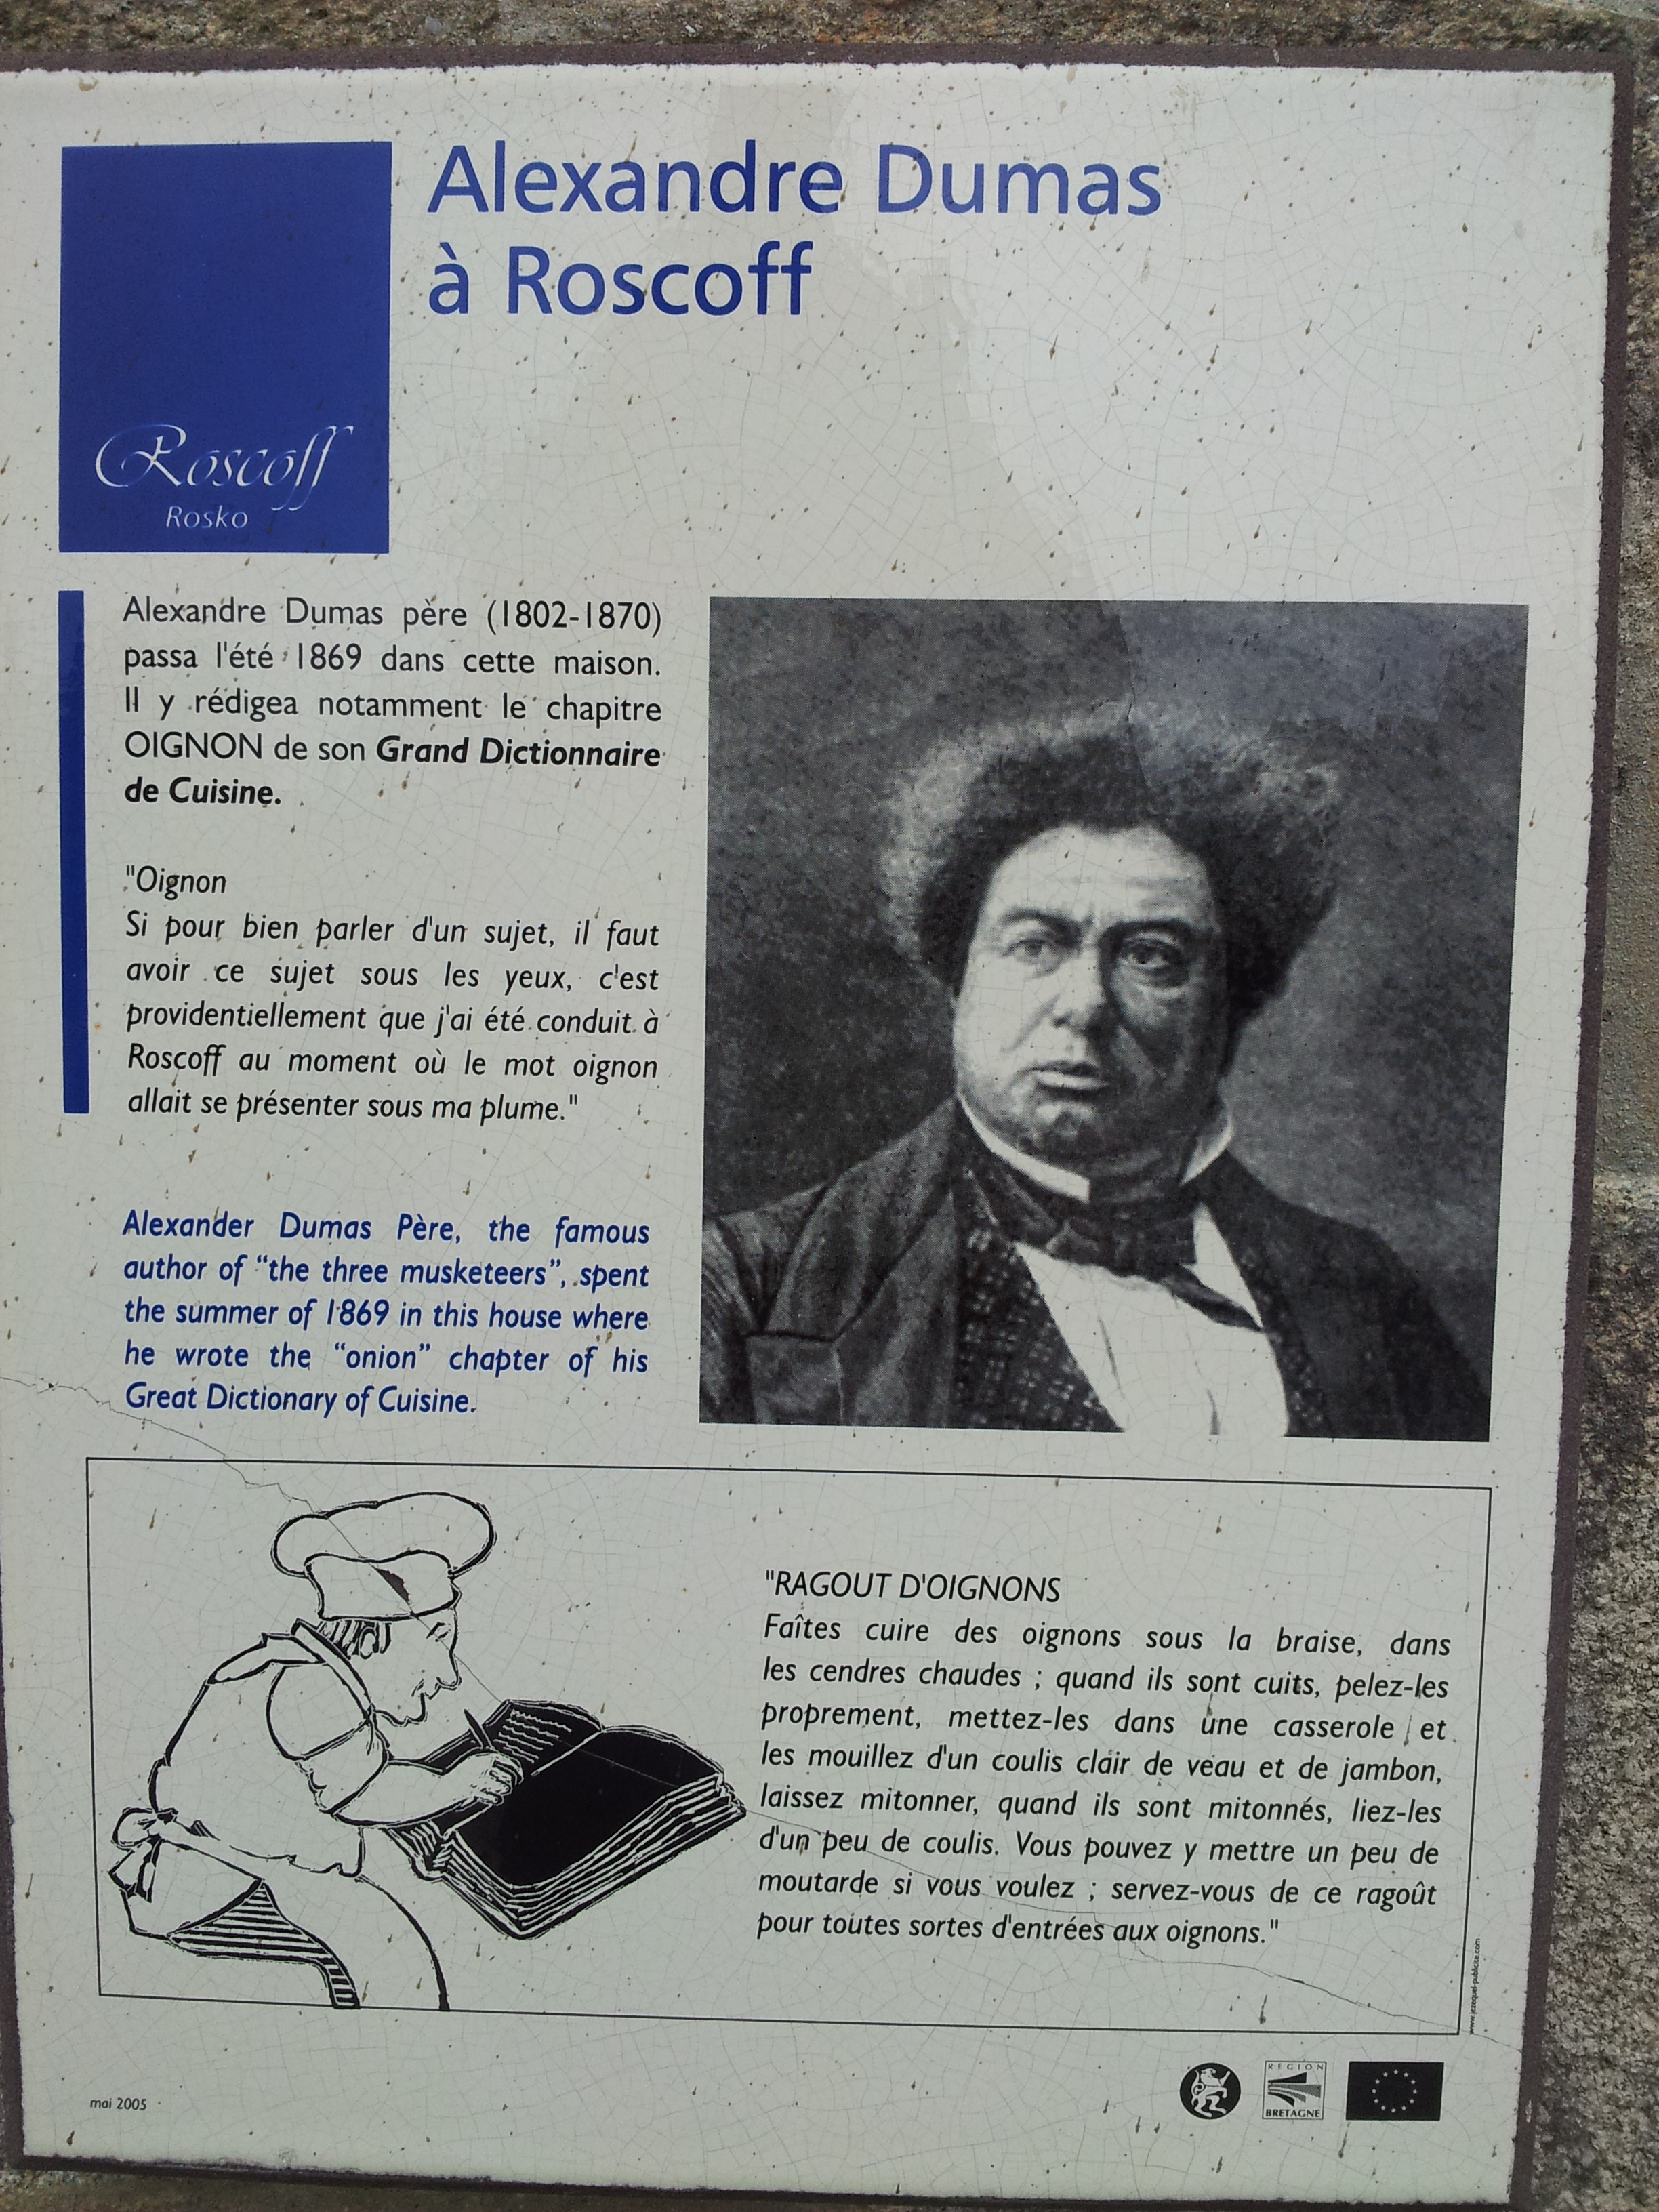 Alexandre Dumas
à Roscoff
Roscoff
Rosko
Alexandre Dumas père (1802-1870)
passa l'été 1869 dans cette maison.
Il y rédigea notamment le chapitre
OIGNON de son Grand Dictionnaire
de Cuisine.
"Oignon
Si pour bien parler d'un sujet, il faut
avoir ce sujet sous les yeux, c'est
providentiellement que j'ai été conduit à
Roscoff au moment où le mot oignon
allait se présenter sous ma plume."
Alexander Dumas Père, the famous
author of “the three musketeers”, spent
the summer of 1869 in this house where
he wrote the “onion” chapter of his
Great Dictionary of Cuisine.
"RAGOUT D'OIGNONS
Faîtes cuire des oignons sous la braise, dans
les cendres chaudes ; quand ils sont cuits, pelez-les
proprement, mettez-les dans une casserole et
les mouillez d'un coulis clair de veau et de jambon,
laissez mitonner, quand ils sont mitonnés, liez-les
d'un peu de coulis. Vous pouvez y mettre un peu de
moutarde si vous voulez ; servez-vous de ce ragoût
pour toutes sortes d'entrées aux oignons."
www.jezequel-publicite.com
mai 2005
REGION
BRETAGNE